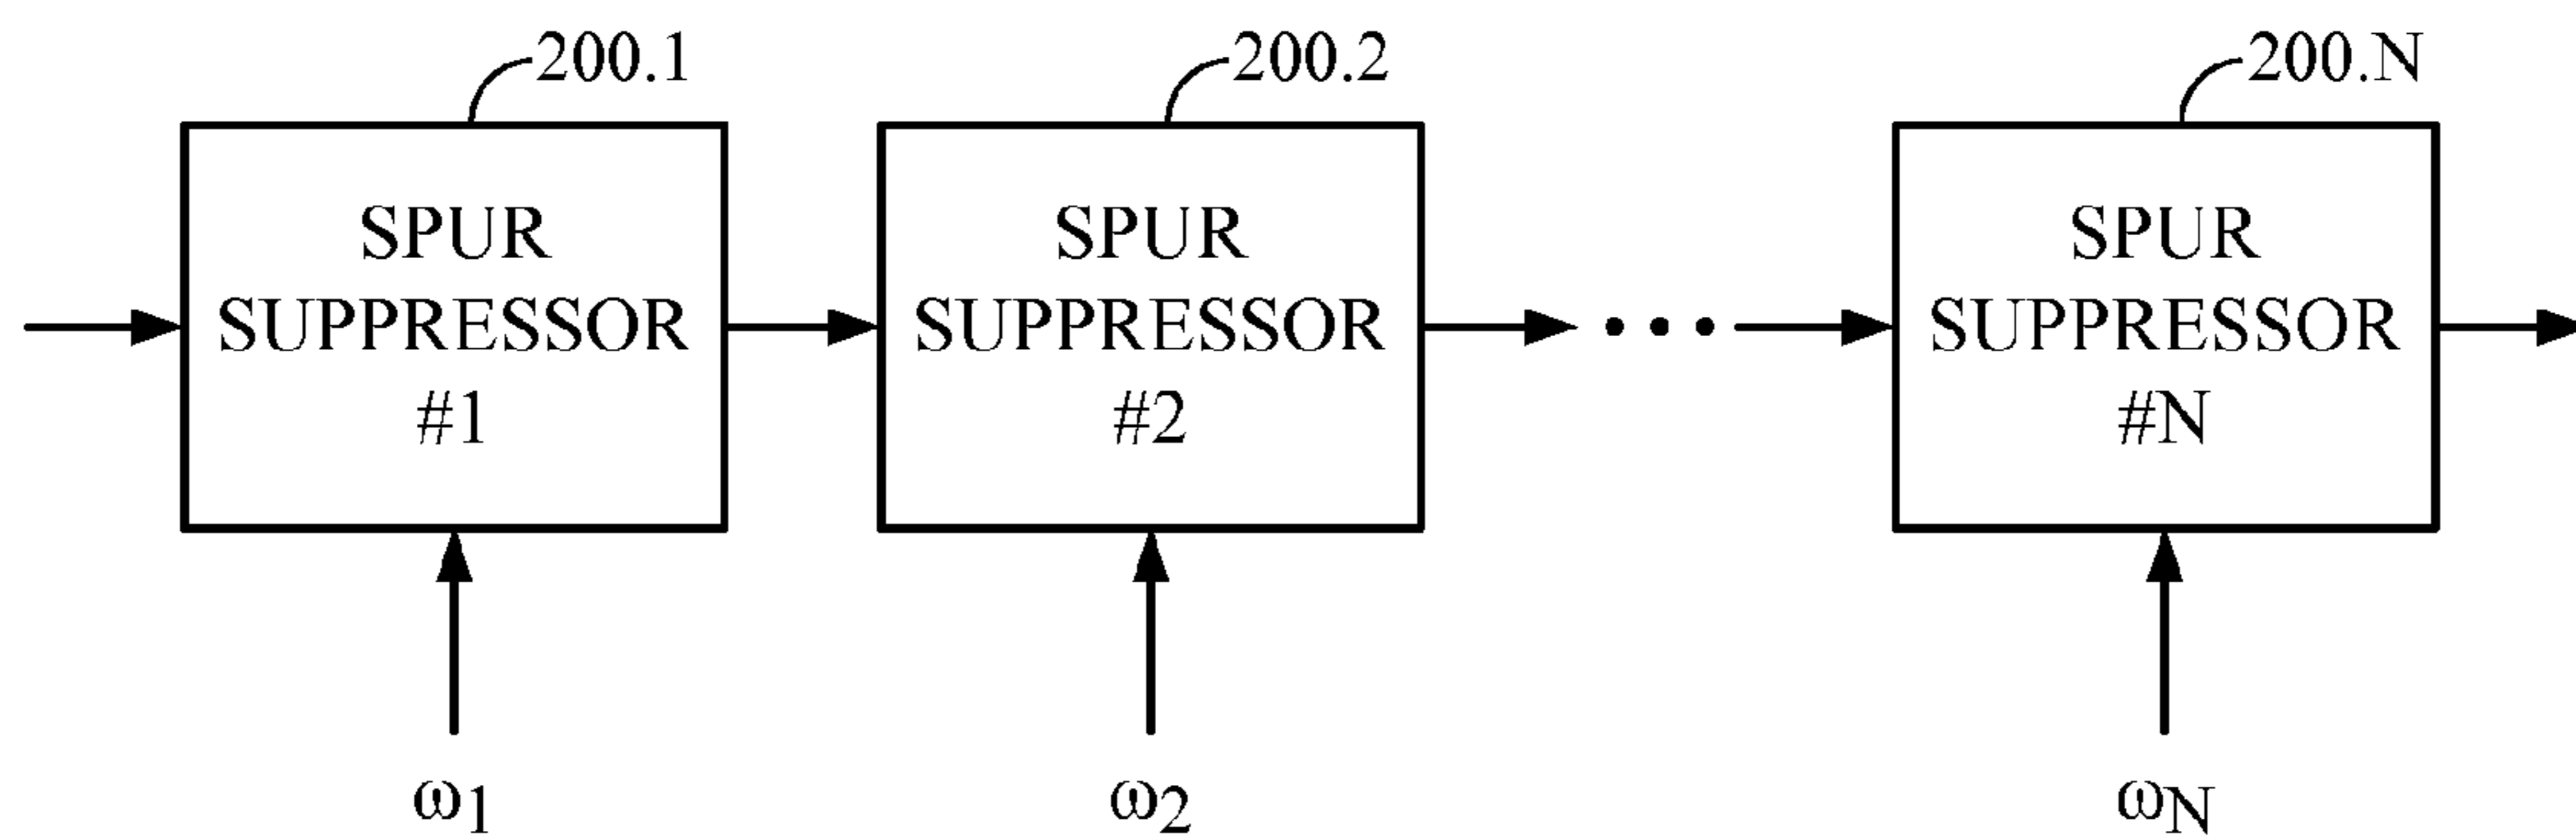 200.1
200.2
200.N
SPUR
SUPPRESSOR
#1
SPUR
SUPPRESSOR
#2
SPUR
SUPPRESSOR
#N
ω1
ω2
ωN